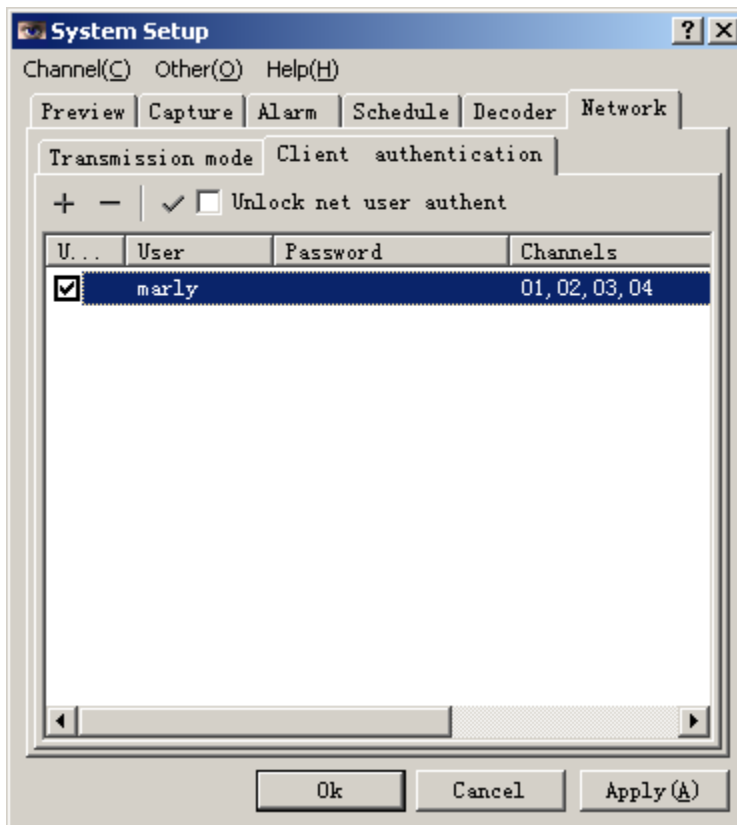 System Setup
Channel(C) Other(O) Help(H)
Preview Capture Alarm Schedule Decoder Network
Transmission mode Client authentication
Unlock net user authent
U... User Password Channels
marly 01, 02, 03, 04
Ok Cancel Apply(A)